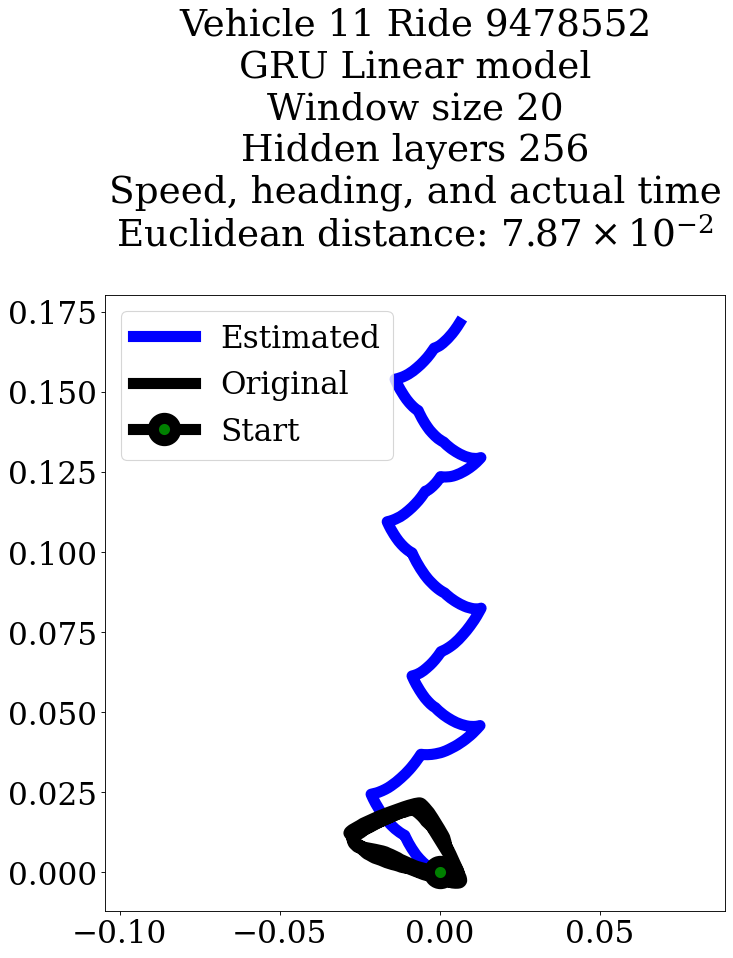 Vehicle 11 Ride 9478552
GRU Linear model
Window size 20
Hidden layers 256
Speed, heading, and actual time
Euclidean distance: 7.87 × 10⁻²
Estimated
Original
Start
0.175
0.150
0.125
0.100
0.075
0.050
0.025
0.000
−0.10 −0.05 0.00 0.05